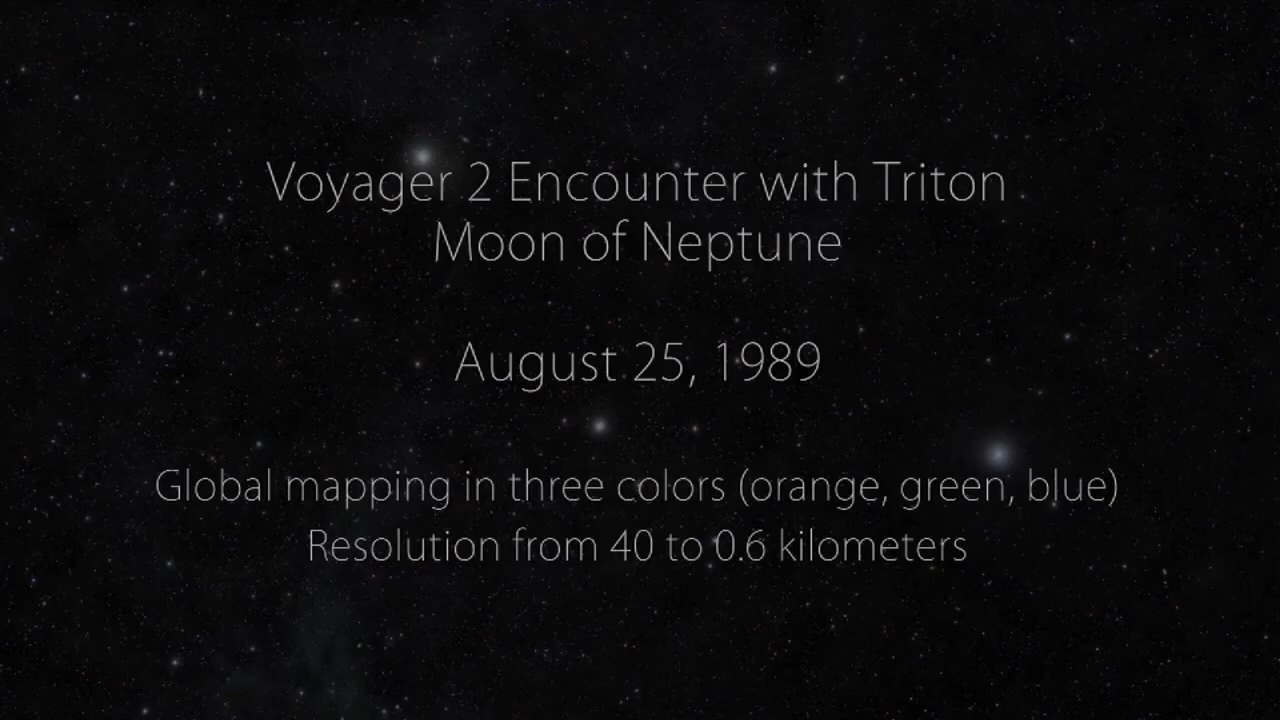 Voyager 2 Encounter with Triton
Moon of Neptune
August 25, 1989
Global mapping in three colors (orange, green, blue)
Resolution from 40 to 0.6 kilometers